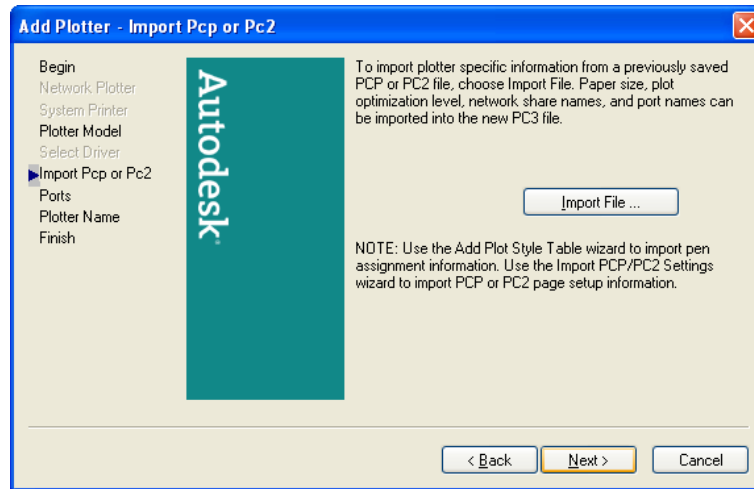 Add Plotter - Import Pcp or Pc2
Begin
Network Plotter
System Printer
Plotter Model
Select Driver
Import Pcp or Pc2
Ports
Plotter Name
Finish
Autodesk
To import plotter specific information from a previously saved
PCP or PC2 file, choose Import File. Paper size, plot
optimization level, network share names, and port names can
be imported into the new PC3 file.
Import File ...
NOTE: Use the Add Plot Style Table wizard to import pen
assignment information. Use the Import PCP/PC2 Settings
wizard to import PCP or PC2 page setup information.
< Back
Next >
Cancel